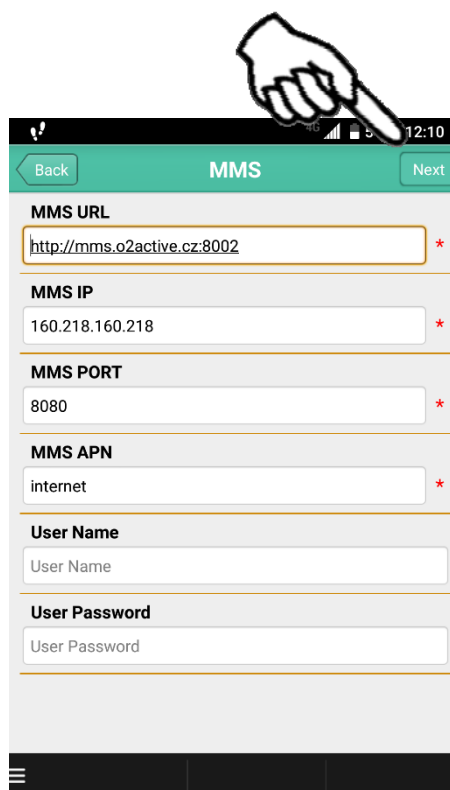 4G 12:10
Back MMS Next
MMS URL
http://mms.o2active.cz:8002 *
MMS IP
160.218.160.218 *
MMS PORT
8080 *
MMS APN
internet *
User Name
User Name
User Password
User Password